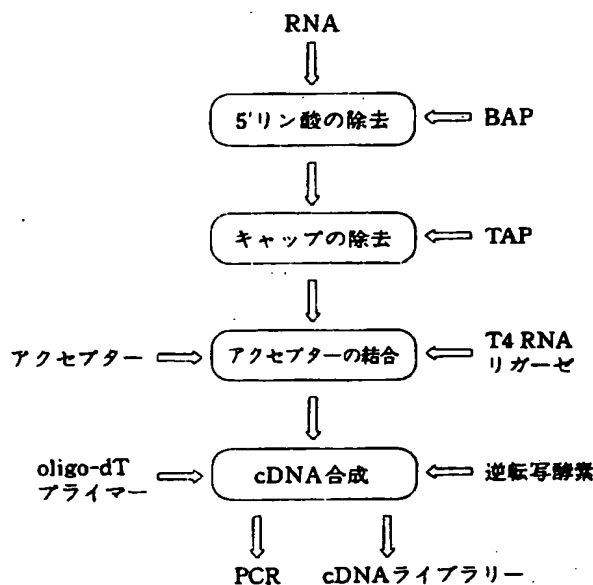 RNA
5'リン酸の除去
BAP
キャップの除去
TAP
アクセプター
アクセプターの結合
T4 RNA
リガーゼ
oligo-dT
プライマー
cDNA合成
逆転写酵素
PCR
cDNAライブラリー